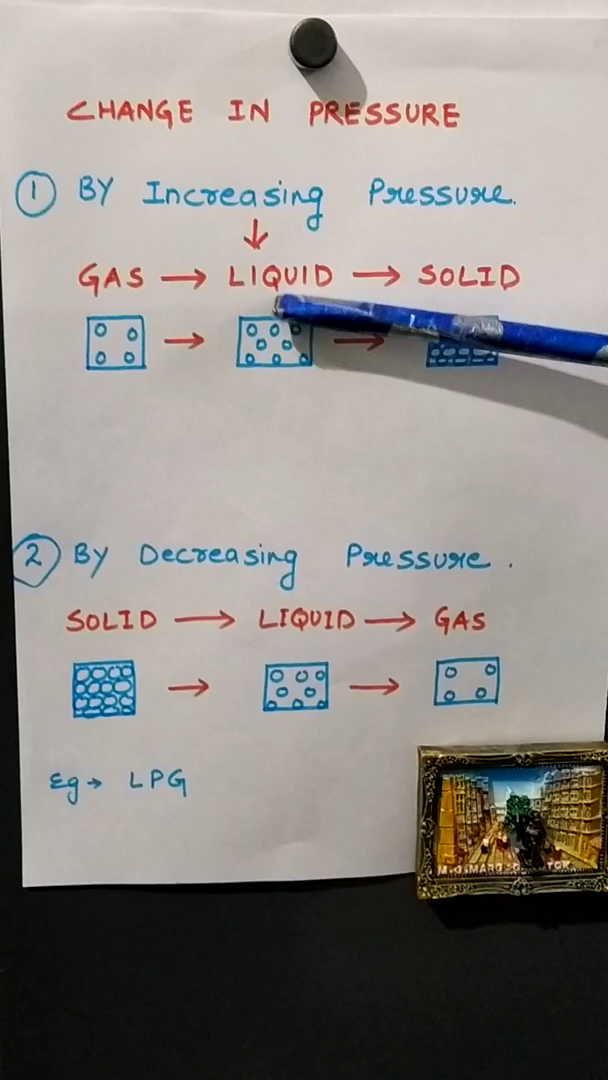 CHANGE IN PRESSURE
1 BY Increasing Pressure.
↓
GAS → LIQUID → SOLID
→ →
2 By Decreasing Pressure.
SOLID → LIQUID → GAS
→ →
Eg → LPG
M.G.MARG